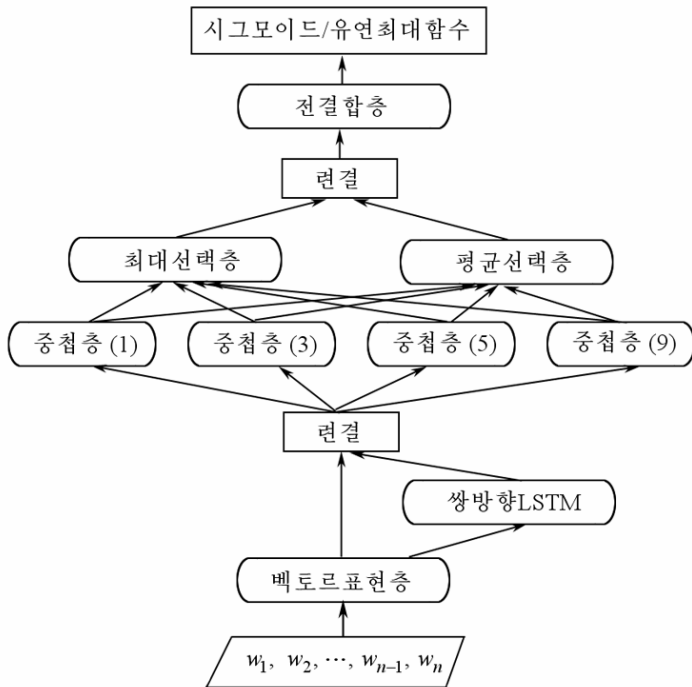 시그모이드/유연최대함수
전결합층
련결
최대선택층
평균선택층
중첩층 (1)
중첩층 (3)
중첩층 (5)
중첩층 (9)
련결
쌍방향LSTM
벡토르표현층
w₁, w₂, ⋯, wₙ₋₁, wₙ